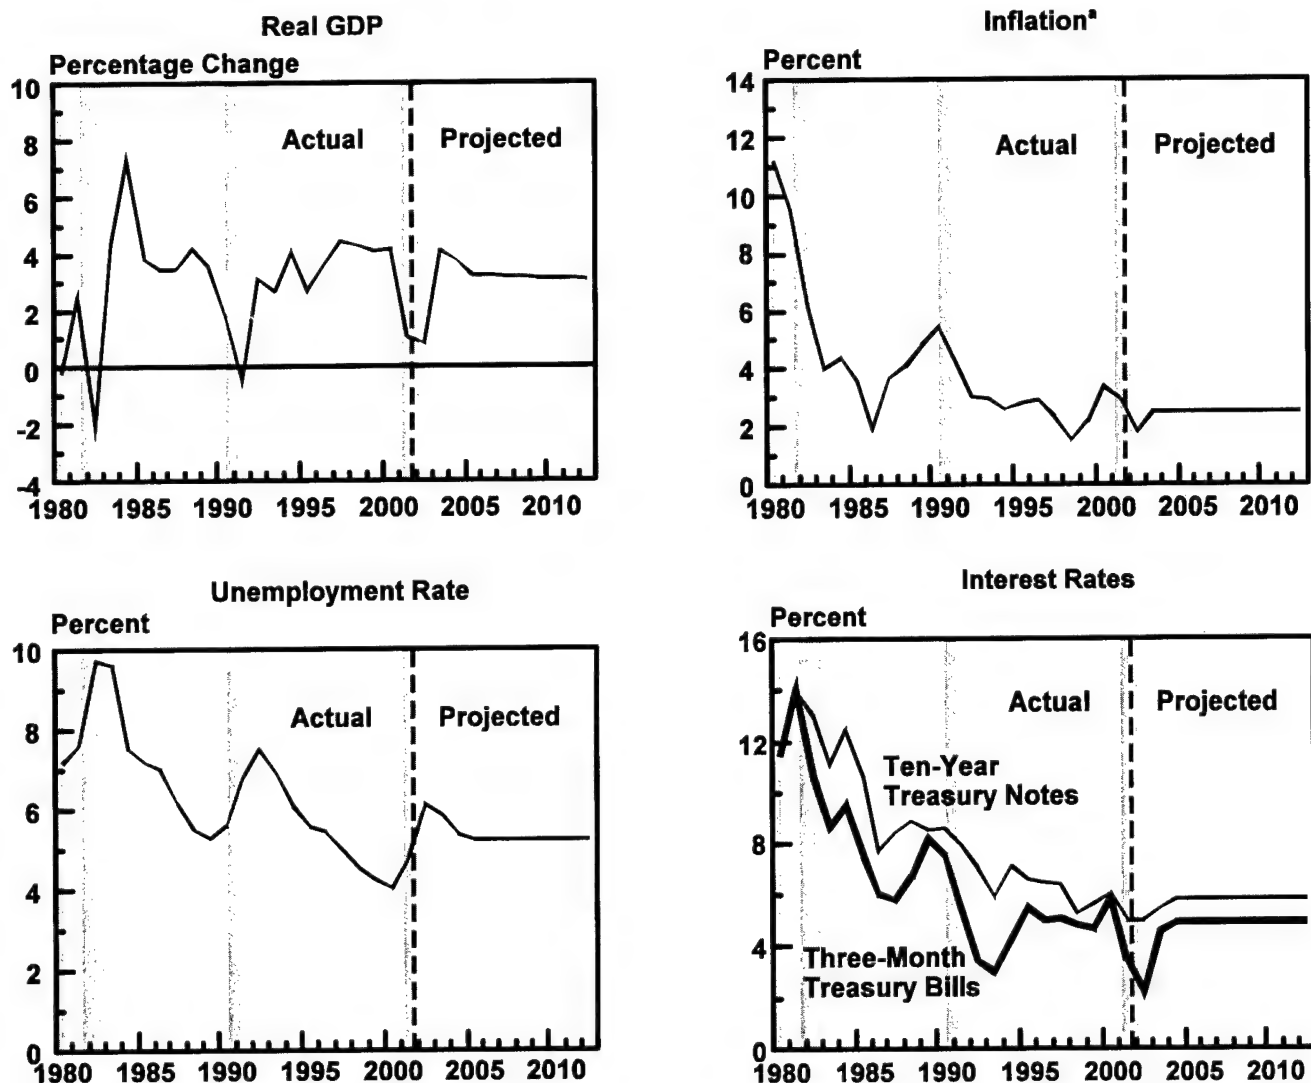 Real GDP
Percentage Change
10
8
6
4
2
0
-2
-4
Actual
Projected
1980 1985 1990 1995 2000 2005 2010
Inflationª
Percent
14
12
10
8
6
4
2
0
Actual
Projected
1980 1985 1990 1995 2000 2005 2010
Unemployment Rate
Percent
10
8
6
4
2
0
Actual
Projected
1980 1985 1990 1995 2000 2005 2010
Interest Rates
Percent
16
12
8
4
0
Actual
Projected
Ten-Year
Treasury Notes
Three-Month
Treasury Bills
1980 1985 1990 1995 2000 2005 2010